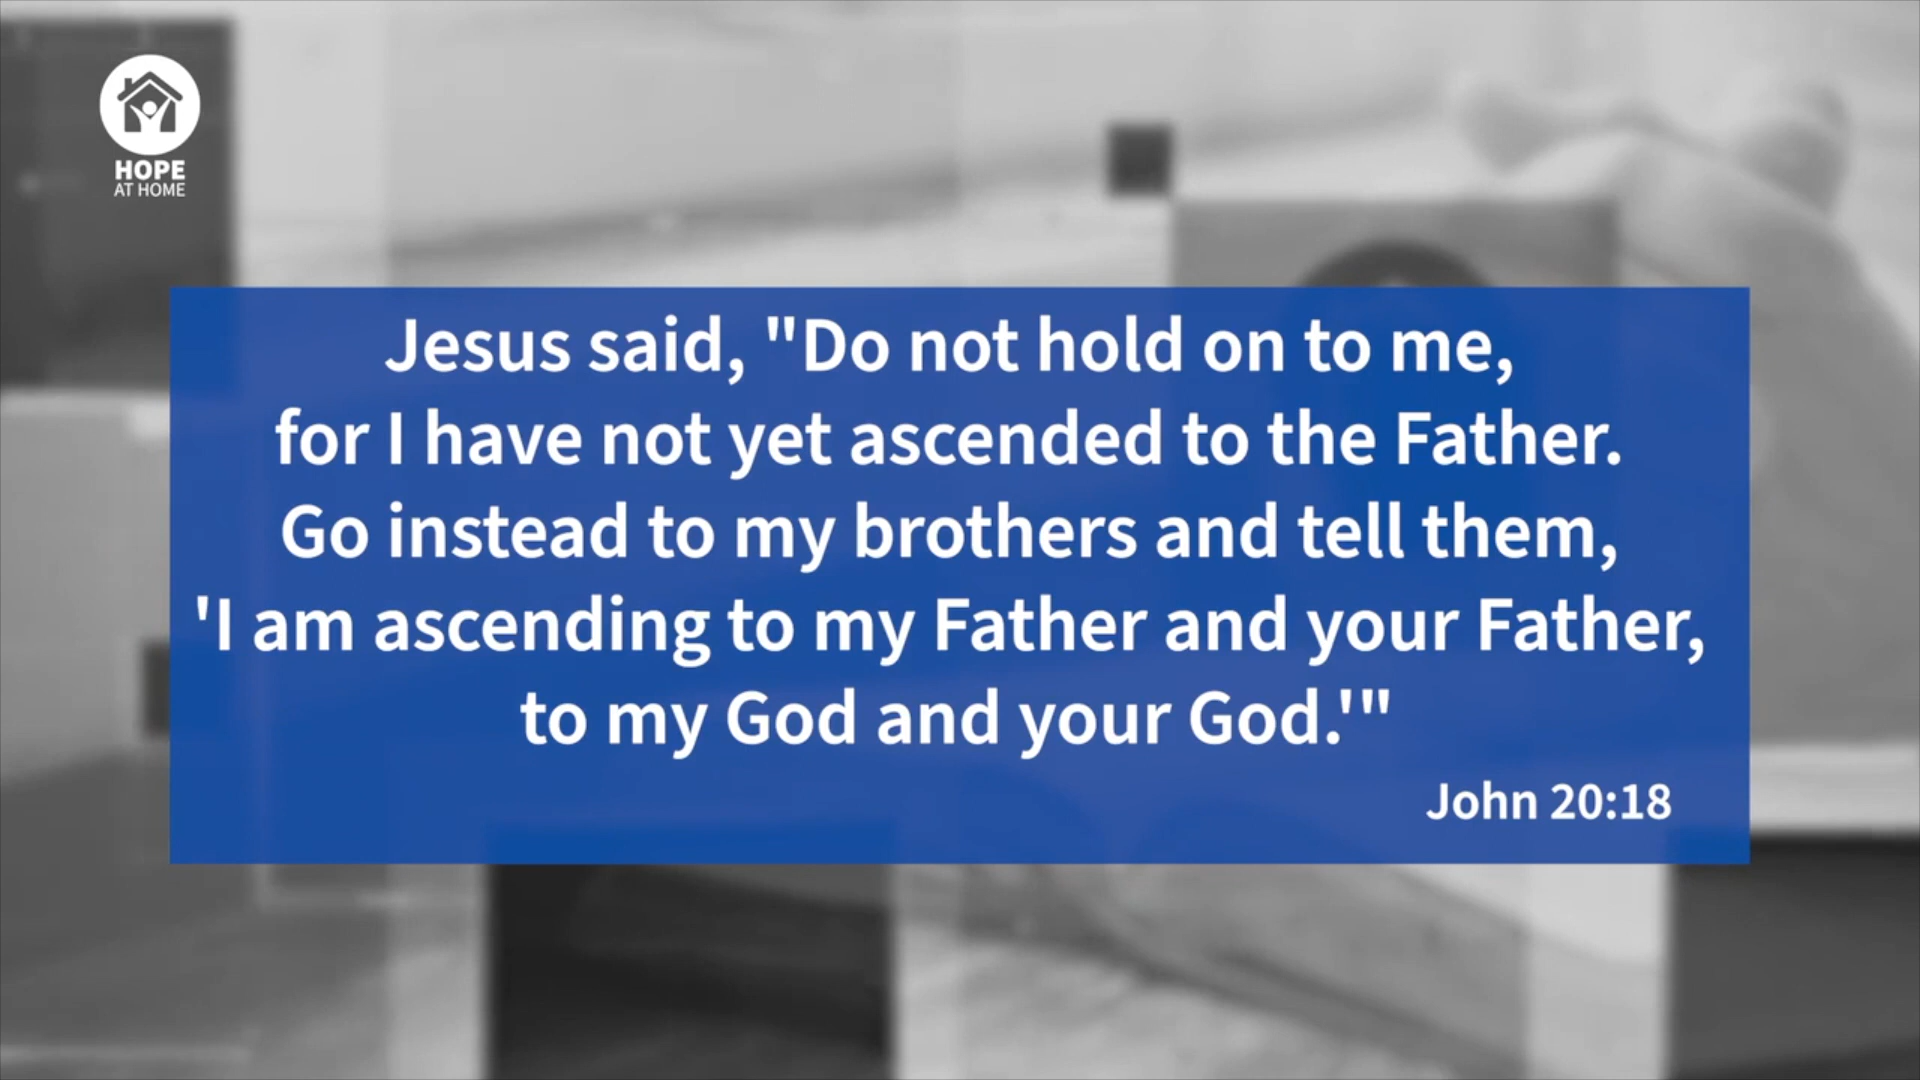 HOPE
AT HOME
Jesus said, "Do not hold on to me,
for I have not yet ascended to the Father.
Go instead to my brothers and tell them,
'I am ascending to my Father and your Father,
to my God and your God.'"
John 20:18